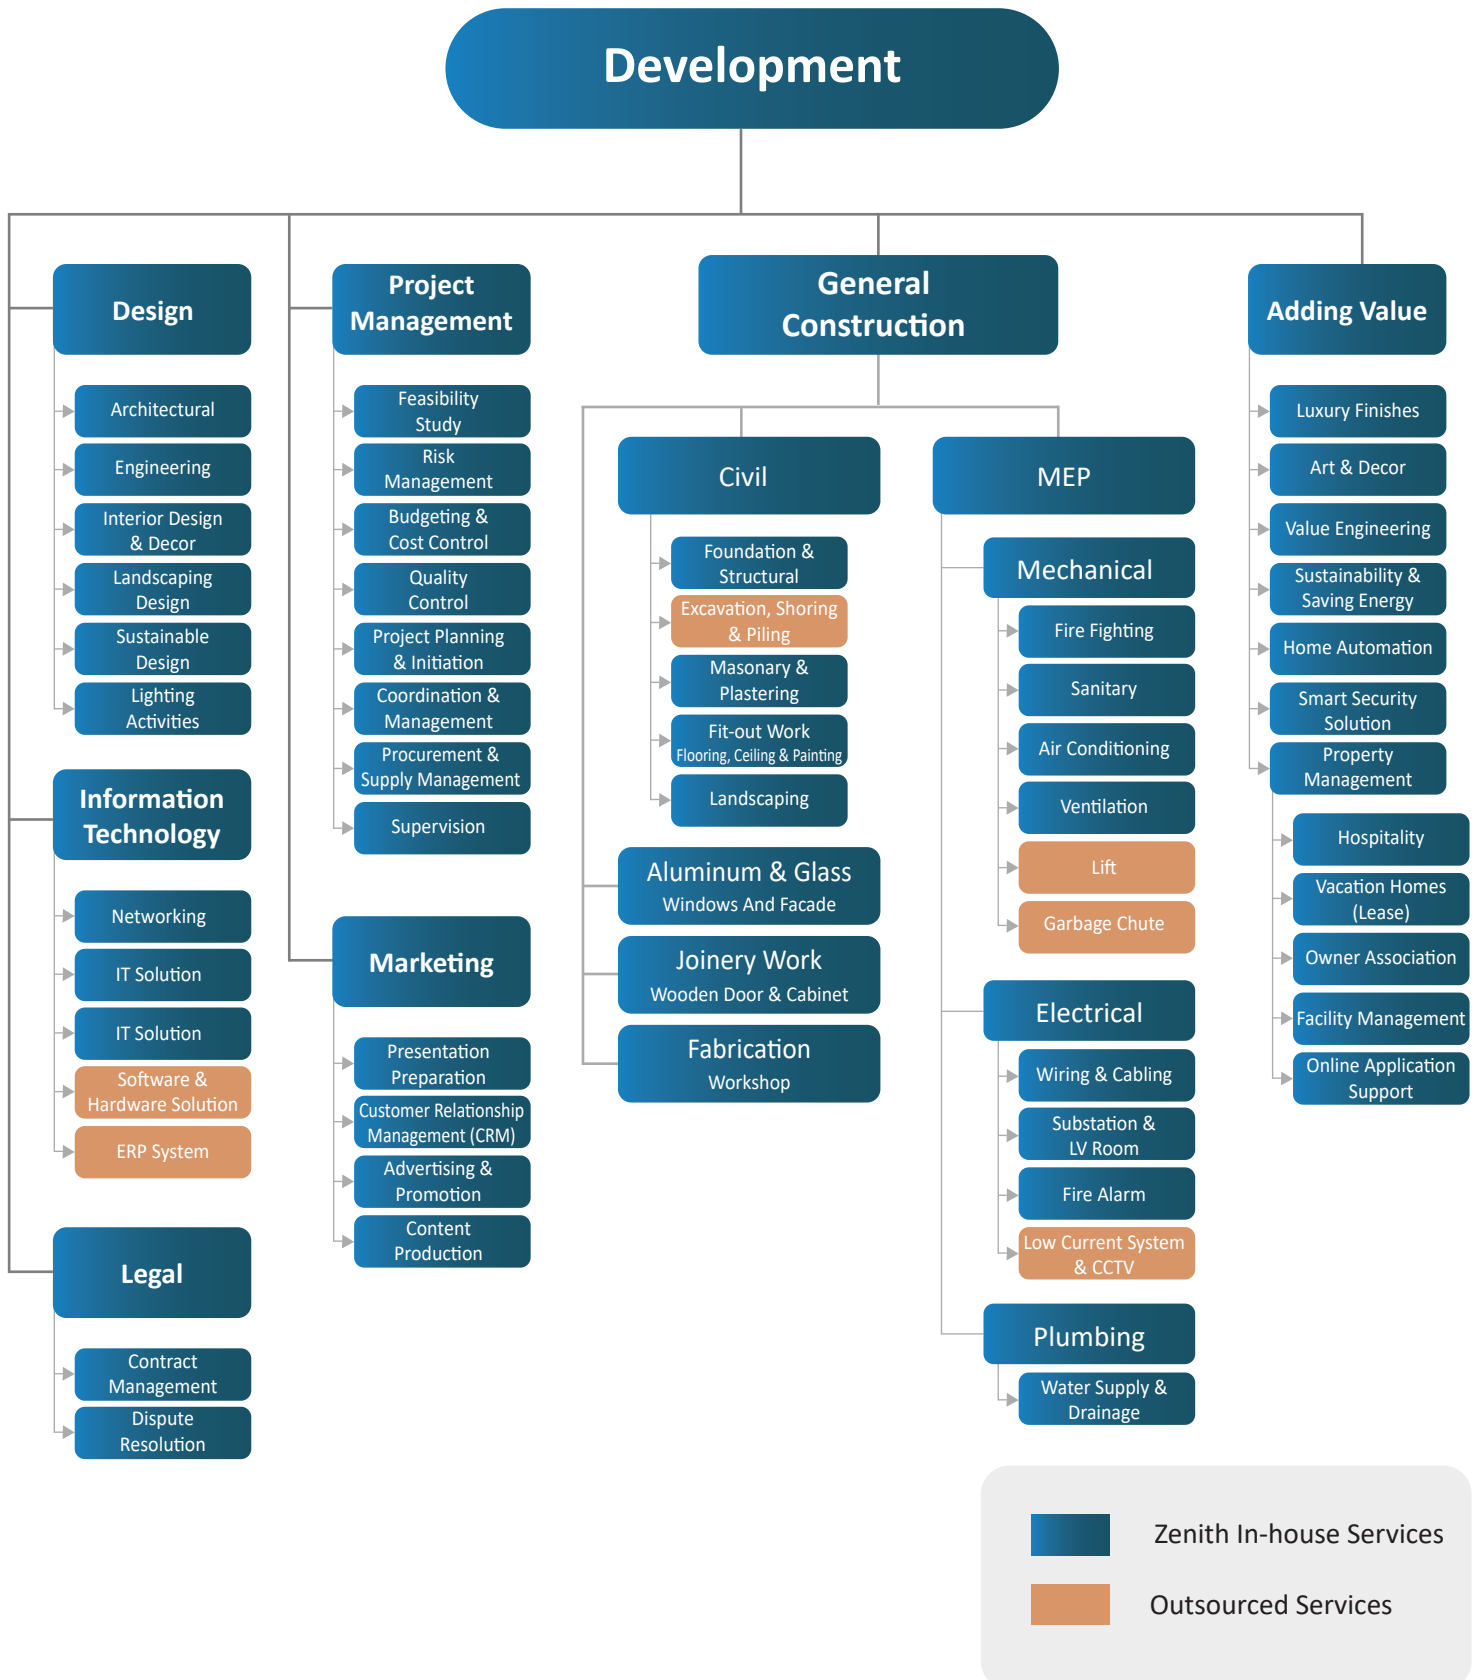 Development
Design
Architectural
Engineering
Interior Design
& Decor
Landscaping
Design
Sustainable
Design
Lighting
Activities
Information
Technology
Networking
IT Solution
IT Solution
Software &
Hardware Solution
ERP System
Legal
Contract
Management
Dispute
Resolution
Project
Management
Feasibility
Study
Risk
Management
Budgeting &
Cost Control
Quality
Control
Project Planning
& Initiation
Coordination &
Management
Procurement &
Supply Management
Supervision
Marketing
Presentation
Preparation
Customer Relationship
Management (CRM)
Advertising &
Promotion
Content
Production
General
Construction
Civil
Foundation &
Structural
Excavation, Shoring
& Piling
Masonary &
Plastering
Fit-out Work
Flooring, Ceiling & Painting
Landscaping
Aluminum & Glass
Windows And Facade
Joinery Work
Wooden Door & Cabinet
Fabrication
Workshop
MEP
Mechanical
Fire Fighting
Sanitary
Air Conditioning
Ventilation
Lift
Garbage Chute
Electrical
Wiring & Cabling
Substation &
LV Room
Fire Alarm
Low Current System
& CCTV
Plumbing
Water Supply &
Drainage
Adding Value
Luxury Finishes
Art & Decor
Value Engineering
Sustainability &
Saving Energy
Home Automation
Smart Security
Solution
Property
Management
Hospitality
Vacation Homes
(Lease)
Owner Association
Facility Management
Online Application
Support
Zenith In-house Services
Outsourced Services